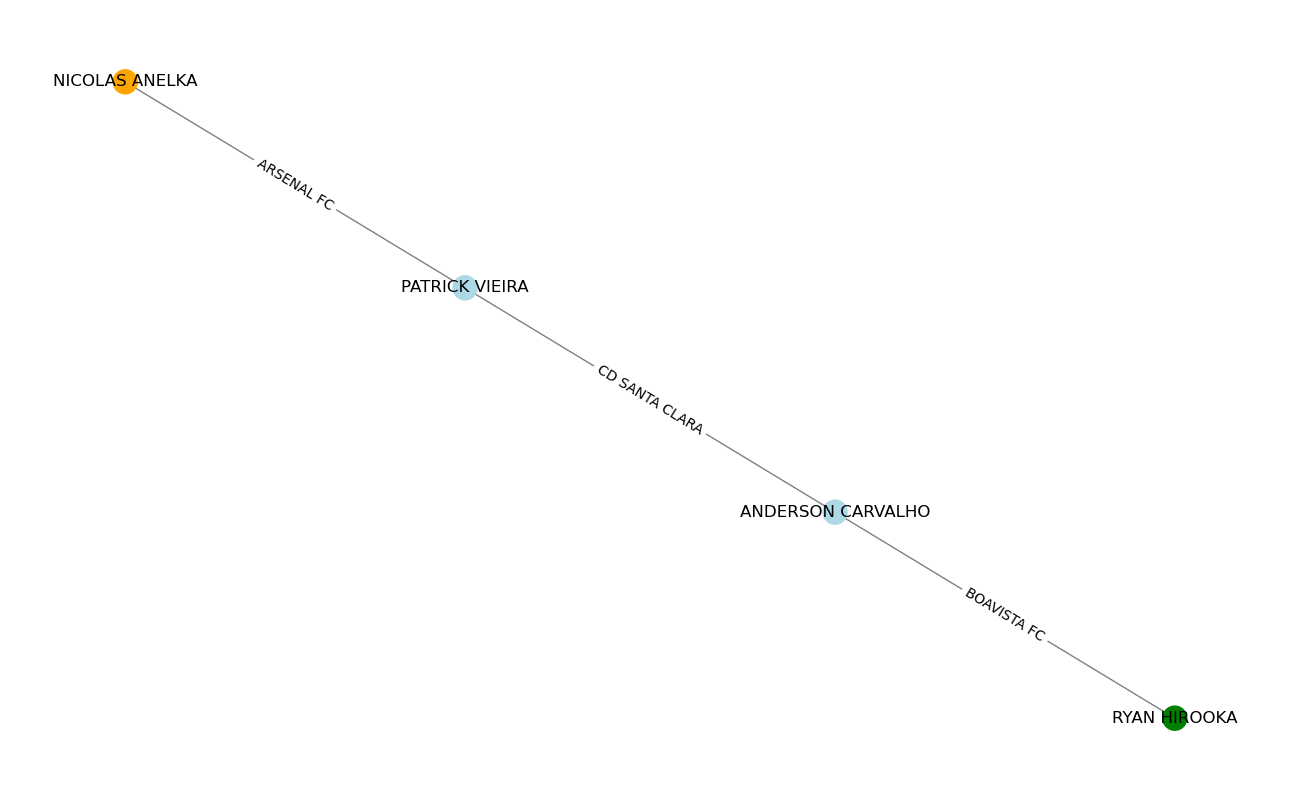 NICOLAS ANELKA
ARSENAL FC
PATRICK VIEIRA
CD SANTA CLARA
ANDERSON CARVALHO
BOAVISTA FC
RYAN HIROOKA